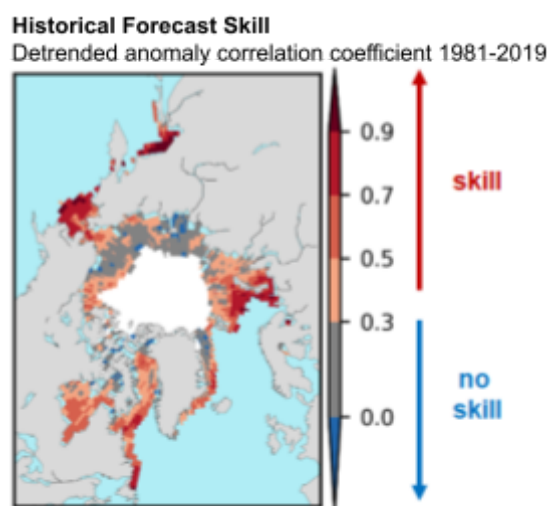 Historical Forecast Skill
Detrended anomaly correlation coefficient 1981-2019
0.9
skill
0.7
0.5
0.3
no
skill
0.0